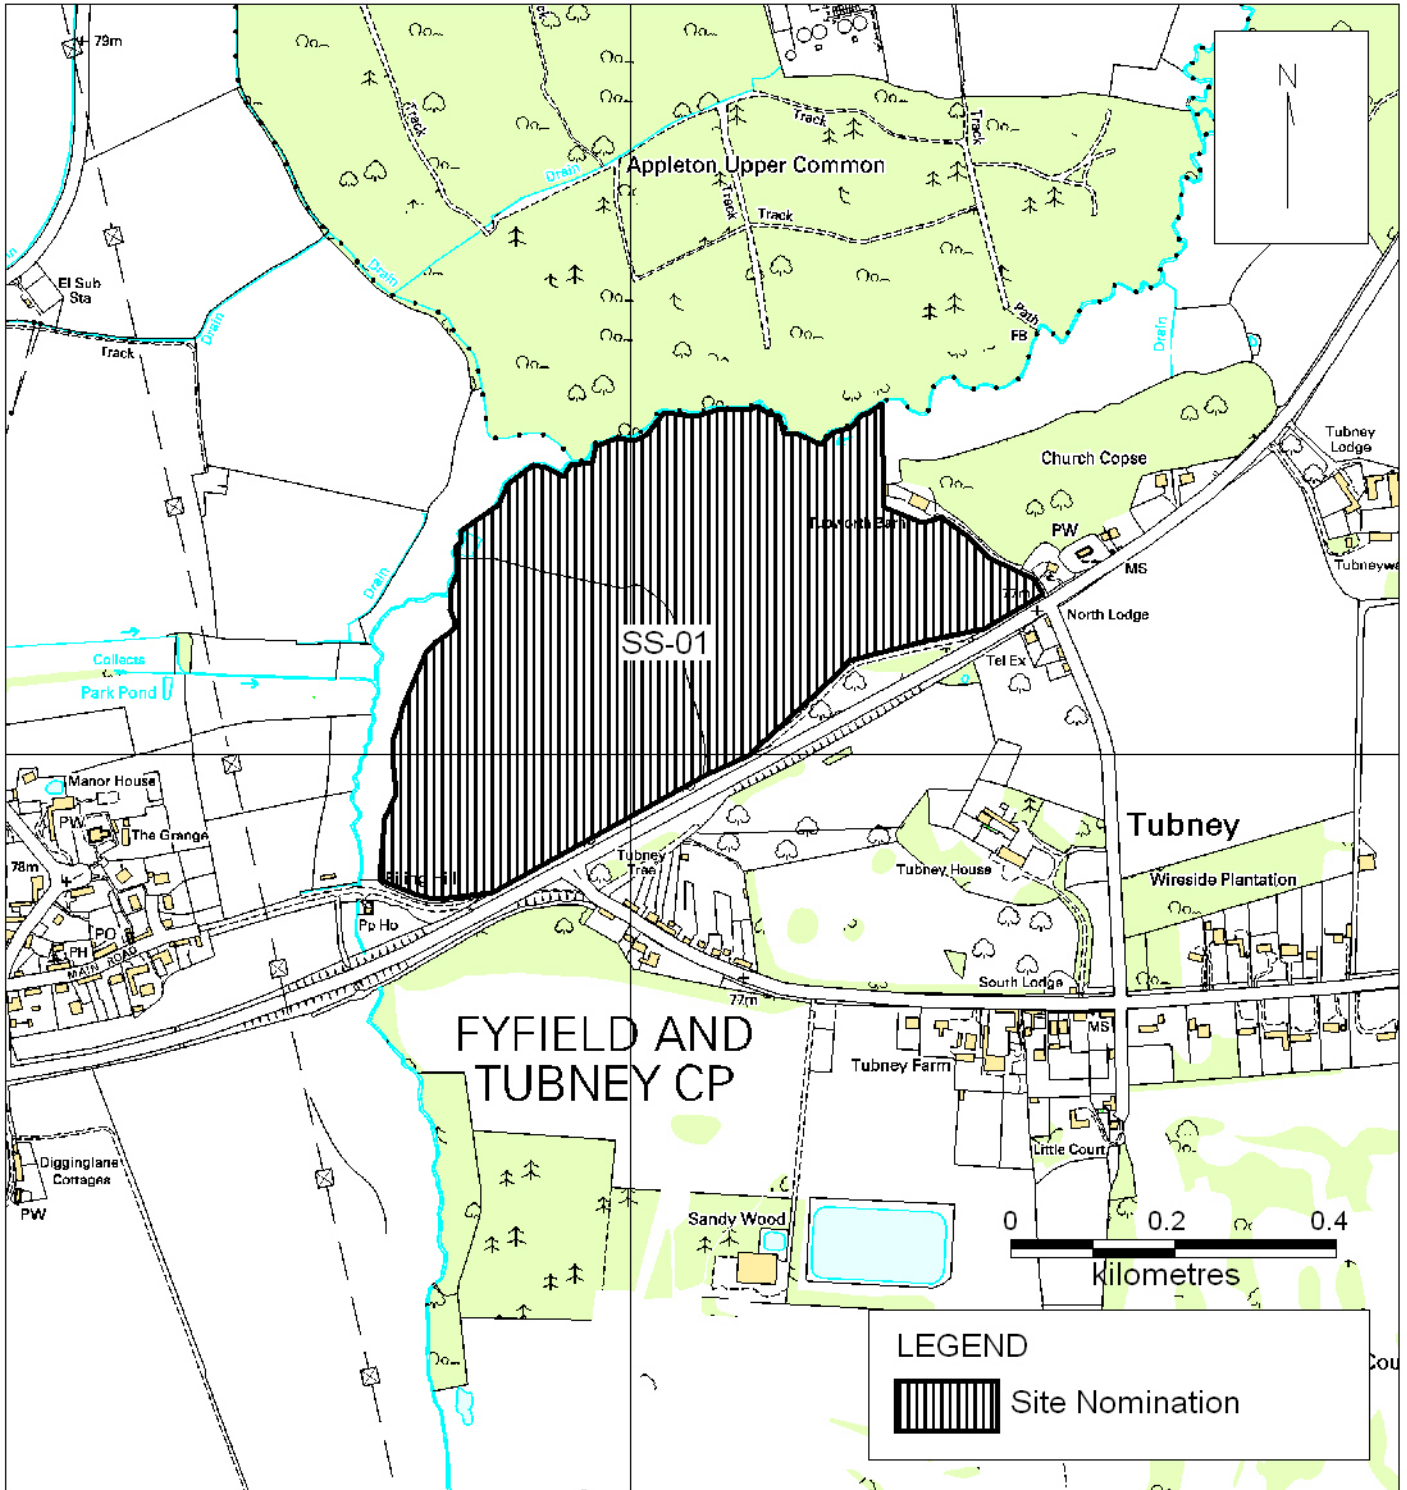 79m
Track
Track
Track
N
Drain
Appleton Upper Common
Track
Track
Drain
El Sub
Sta
Drain
Path
FB
Drain
Track
Church Copse
Tubney
Lodge
PW
MS
Drain
77m
North Lodge
SS-01
Tel Ex
Collects
Park Pond
Manor House
PW
The Grange
78m
Tubney
Tubney
Tree
Tubney House
Wireside Plantation
Pp Ho
PO
PH
MAIN ROAD
South Lodge
77m
MS
FYFIELD AND
TUBNEY CP
Tubney Farm
Digginglane
Cottages
Little Court
PW
Sandy Wood
0 0.2 0.4
kilometres
LEGEND
Site Nomination